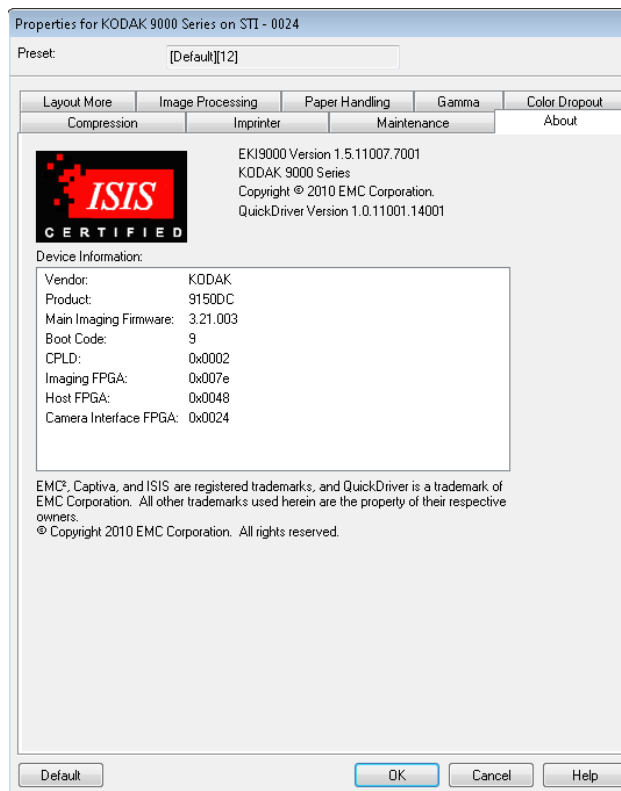 Properties for KODAK 9000 Series on STI - 0024
Preset: [Default][12]
Layout More Image Processing Paper Handling Gamma Color Dropout
Compression Imprinter Maintenance About
ISIS
CERTIFIED
EKI9000 Version 1.5.11007.7001
KODAK 9000 Series
Copyright © 2010 EMC Corporation.
QuickDriver Version 1.0.11001.14001
Device Information:
Vendor: KODAK
Product: 9150DC
Main Imaging Firmware: 3.21.003
Boot Code: 9
CPLD: 0x0002
Imaging FPGA: 0x007e
Host FPGA: 0x0048
Camera Interface FPGA: 0x0024
EMC², Captiva, and ISIS are registered trademarks, and QuickDriver is a trademark of
EMC Corporation. All other trademarks used herein are the property of their respective
owners.
© Copyright 2010 EMC Corporation. All rights reserved.
Default OK Cancel Help